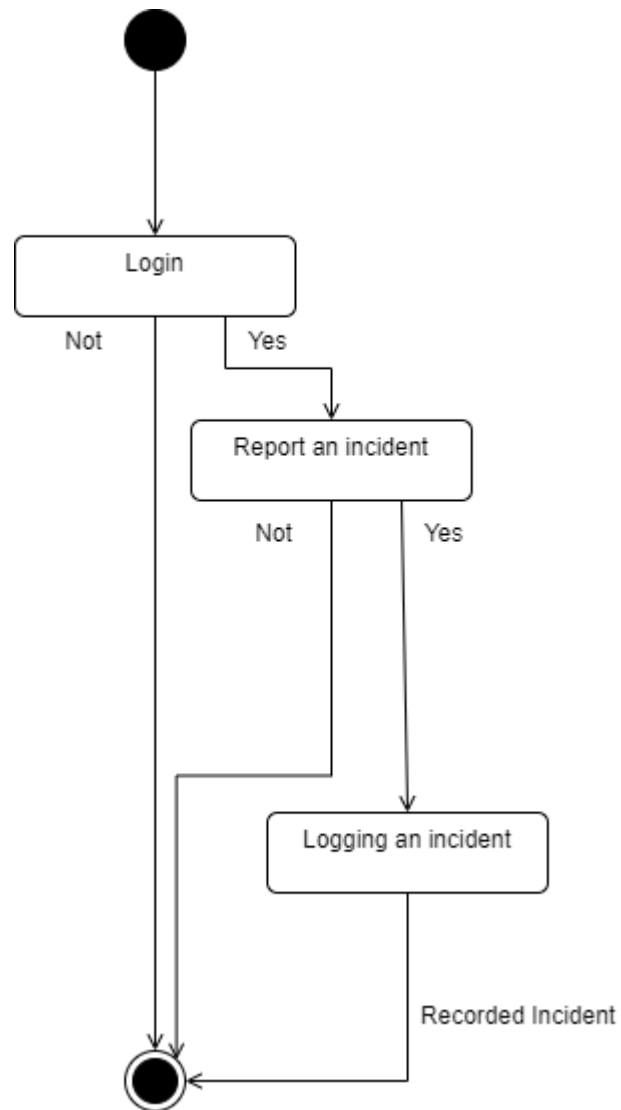 Login
Not
Yes
Report an incident
Not
Yes
Logging an incident
Recorded Incident